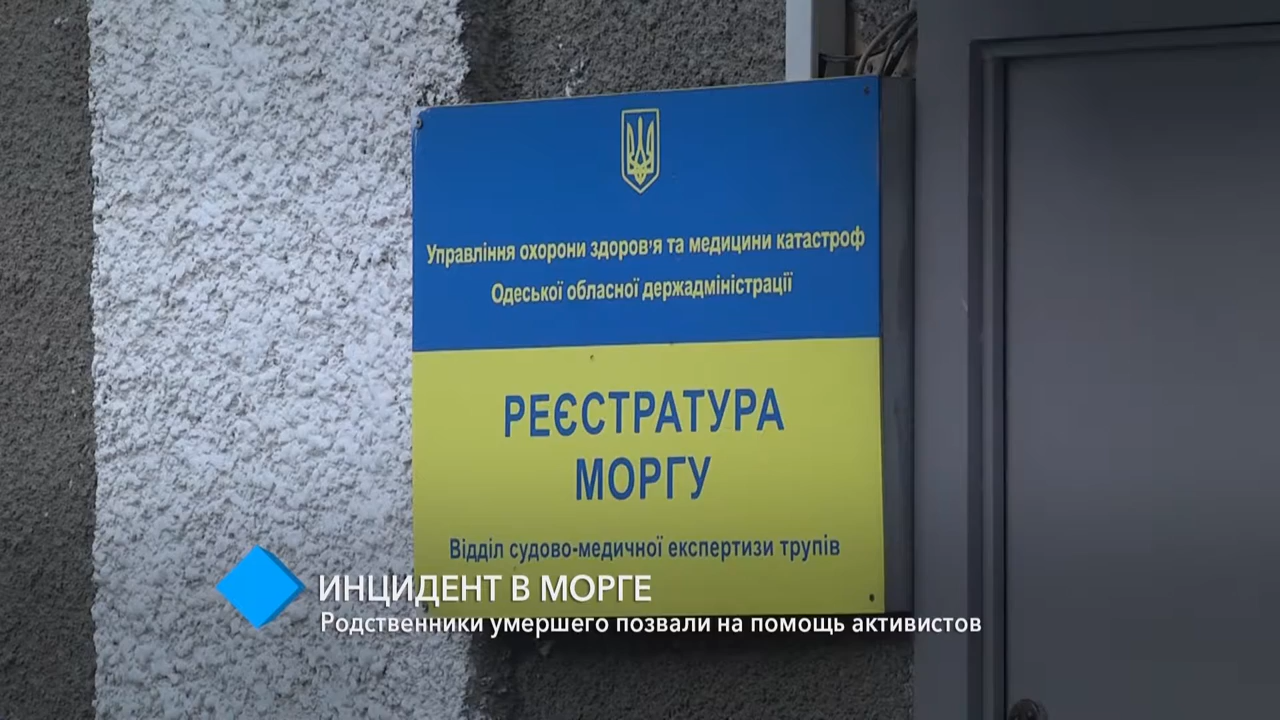 Управління охорони здоров'я та медицини катастроф
Одеської обласної держадміністрації
РЕЄСТРАТУРА
МОРГУ
Відділ судово-медичної експертизи трупів
ИНЦИДЕНТ В МОРГЕ
Родственники умершего позвали на помощь активистов